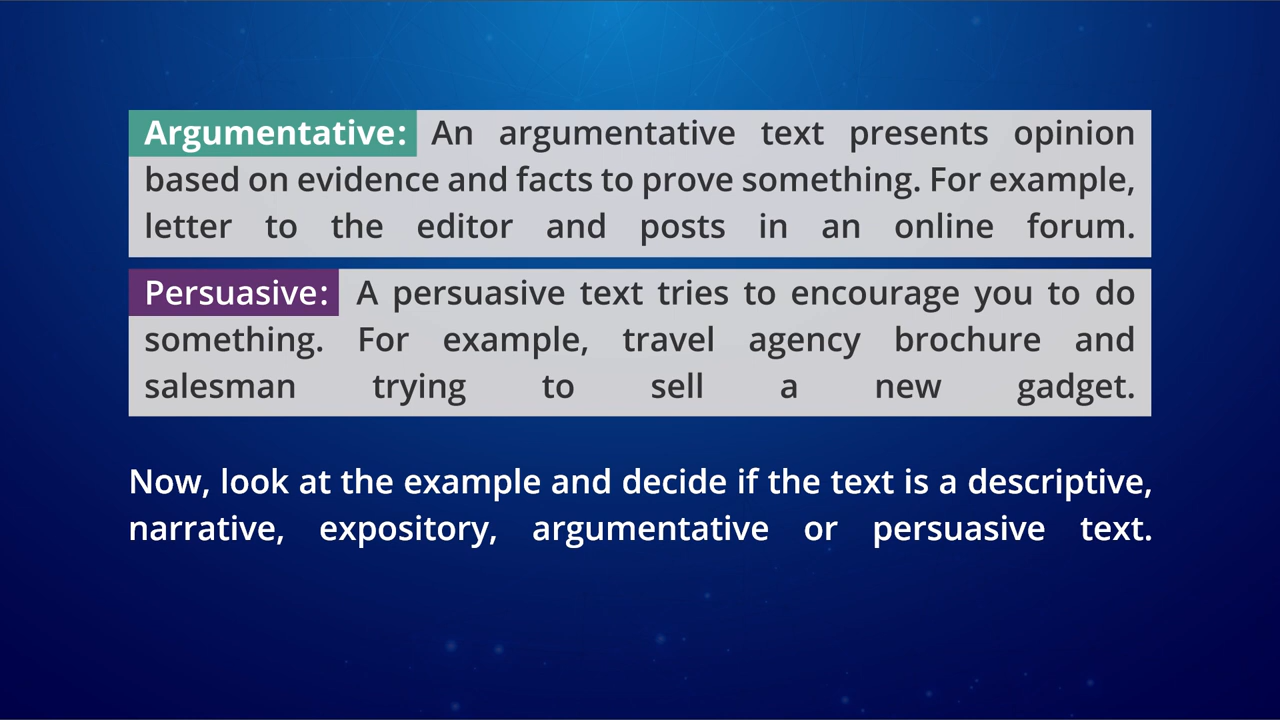 Argumentative: An argumentative text presents opinion
based on evidence and facts to prove something. For example,
letter to the editor and posts in an online forum.
Persuasive: A persuasive text tries to encourage you to do
something. For example, travel agency brochure and
salesman trying to sell a new gadget.
Now, look at the example and decide if the text is a descriptive,
narrative, expository, argumentative or persuasive text.